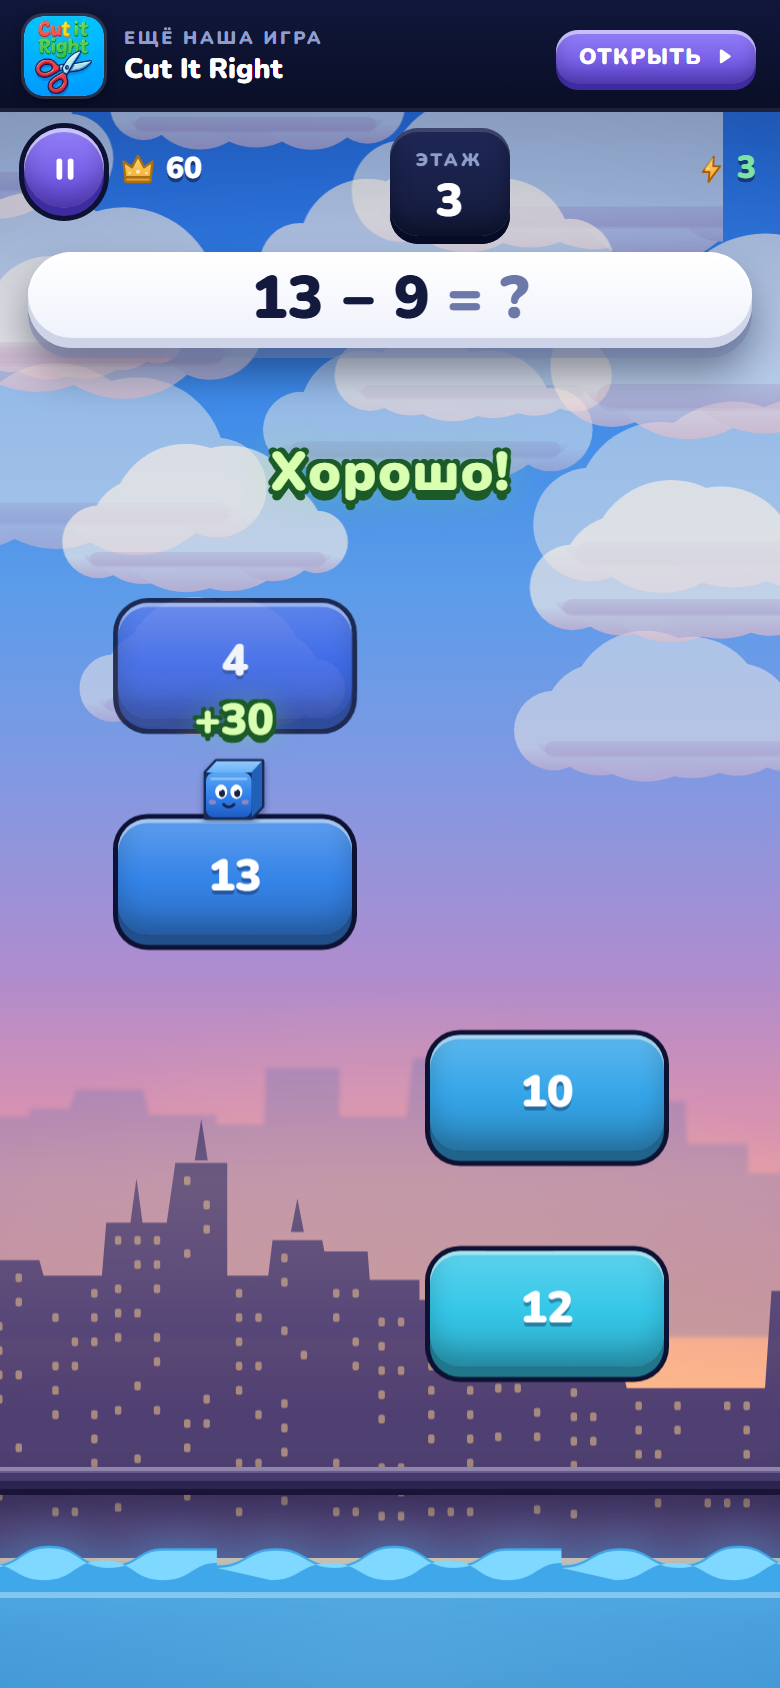 Cut it
Right
ЕЩЁ НАША ИГРА
Cut It Right
ОТКРЫТЬ
60
ЭТАЖ
3
3
13 – 9 = ?
Хорошо!
4
+30
13
10
12